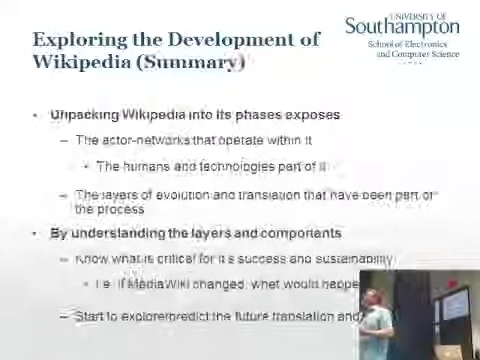 UNIVERSITY OF
Southampton
School of Electronics
and Computer Science
Exploring the Development of
Wikipedia (Summary)
• Unpacking Wikipedia into its phases exposes
– The actor-networks that operate within it
• The humans and technologies part of it
– The layers of evolution and translation that have been part of
the process
• By understanding the layers and components
– Know what is critical for it's success and sustainability
• i.e. if MediaWiki changed, what would happe
– Start to explore/predict the future translation and